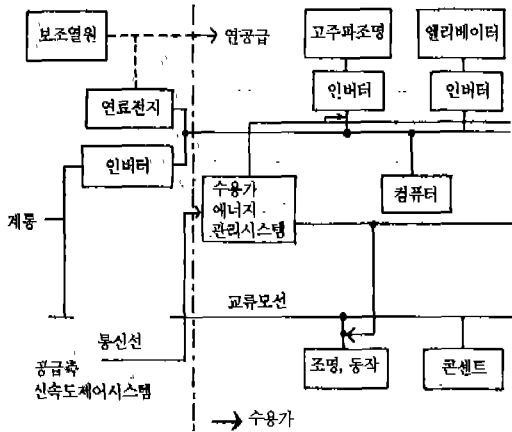 보조열원
열공급
고주파조명
엘리베이터
연료전지
인버터
인버터
인버터
컴퓨터
수용가
에너지
관리시스템
계통
교류모선
통신선
공급측
신속도제어시스템
조명, 동작
콘센트
수용가